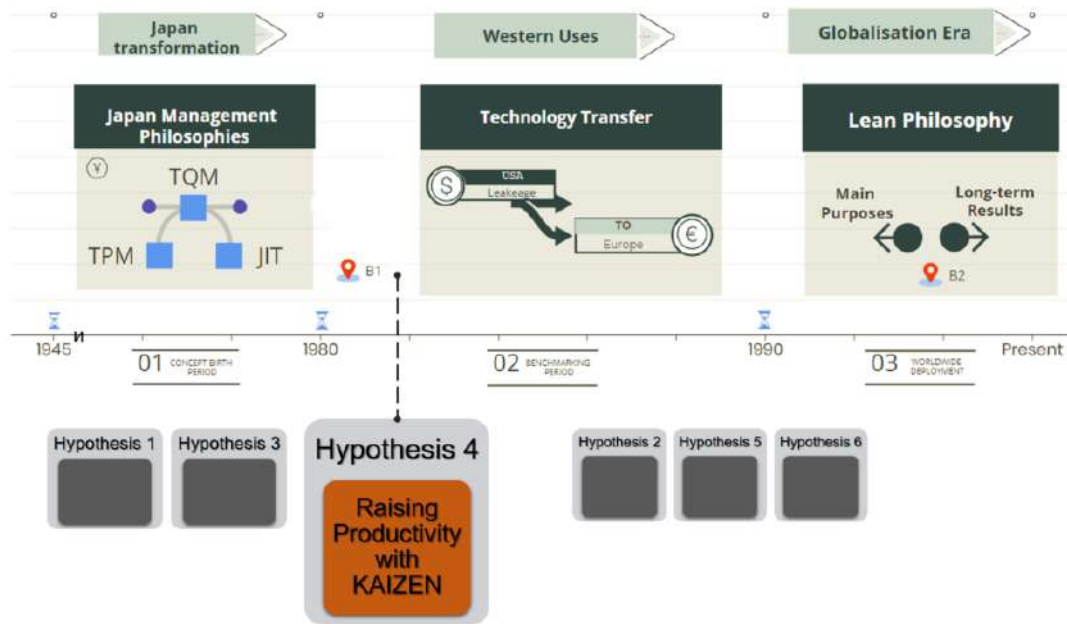 Japan
transformation
Western Uses
Globalisation Era
Japan Management
Philosophies
Technology Transfer
Lean Philosophy
¥
TQM
TPM
JIT
$
USA
Leakeage
TO
Europe
€
Main
Purposes
Long-term
Results
B1
B2
1945
1980
1990
Present
01 CONCEPT BIRTH
PERIOD
02 BENCHMARKING
PERIOD
03 WORLDWIDE
DEPLOYMENT
Hypothesis 1
Hypothesis 3
Hypothesis 4
Raising
Productivity
with
KAIZEN
Hypothesis 2
Hypothesis 5
Hypothesis 6